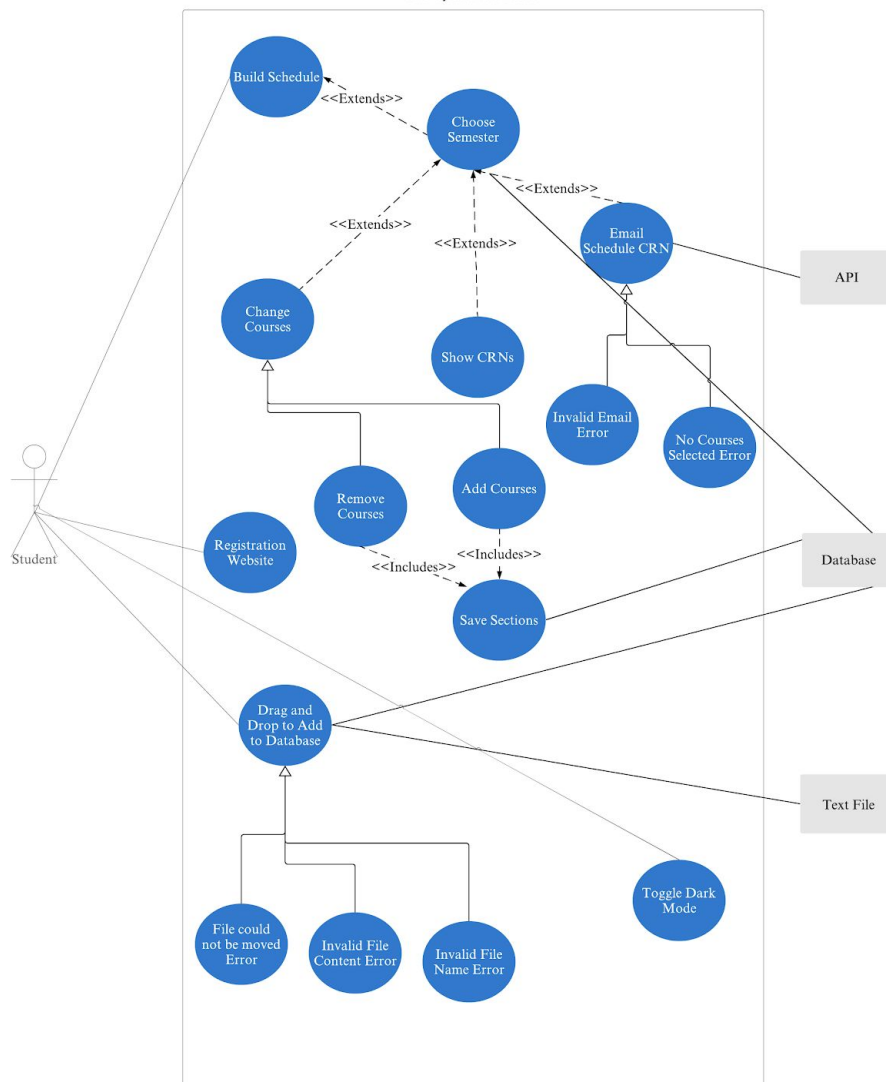 Build Schedule
<<Extends>>
Choose
Semester
<<Extends>>
<<Extends>>
<<Extends>>
Email
Schedule CRN
API
Change
Courses
Show CRNs
Invalid Email
Error
No Courses
Selected Error
Remove
Courses
Add Courses
Student
Registration
Website
<<Includes>>
<<Includes>>
Database
Save Sections
Drag and
Drop to Add
to Database
Text File
Toggle Dark
Mode
File could
not be moved
Error
Invalid File
Content Error
Invalid File
Name Error